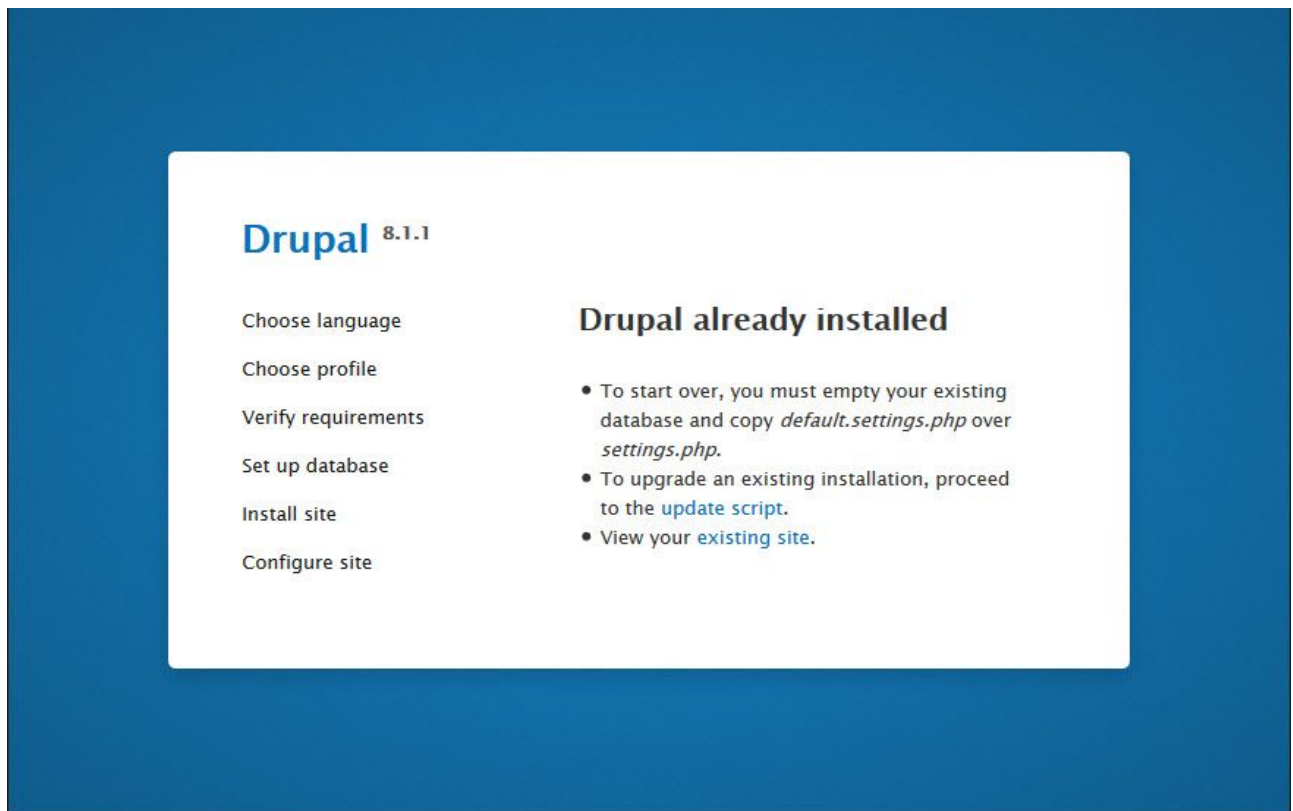 Drupal 8.1.1
Choose language
Choose profile
Verify requirements
Set up database
Install site
Configure site
Drupal already installed
• To start over, you must empty your existing
database and copy default.settings.php over
settings.php.
• To upgrade an existing installation, proceed
to the update script.
• View your existing site.